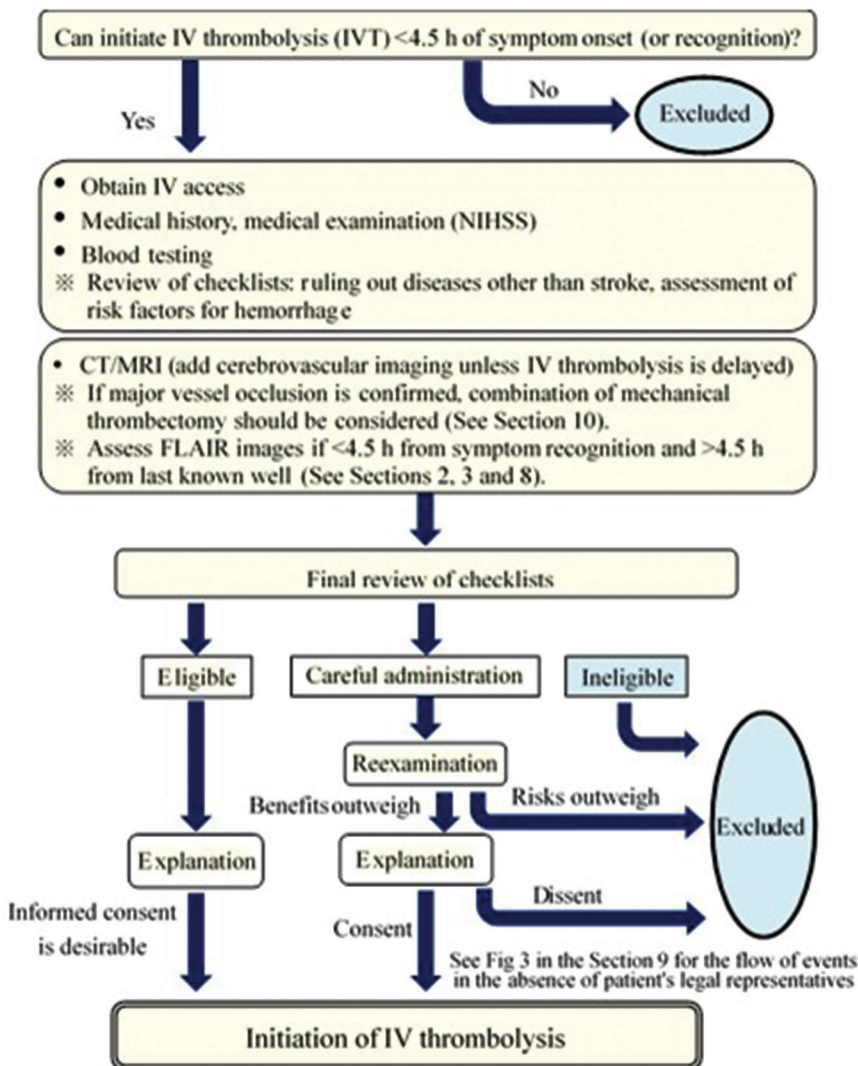 Can initiate IV thrombolysis (IVT) <4.5 h of symptom onset (or recognition)?
Yes
No
Excluded
• Obtain IV access
• Medical history, medical examination (NIHSS)
• Blood testing
※ Review of checklists: ruling out diseases other than stroke, assessment of
risk factors for hemorrhage
• CT/MRI (add cerebrovascular imaging unless IV thrombolysis is delayed)
※ If major vessel occlusion is confirmed, combination of mechanical
thrombectomy should be considered (See Section 10).
※ Assess FLAIR images if <4.5 h from symptom recognition and >4.5 h
from last known well (See Sections 2, 3 and 8).
Final review of checklists
Eligible
Careful administration
Ineligible
Reexamination
Benefits outweigh
Risks outweigh
Excluded
Explanation
Explanation
Informed consent
is desirable
Consent
Dissent
See Fig 3 in the Section 9 for the flow of events
in the absence of patient's legal representatives
Initiation of IV thrombolysis